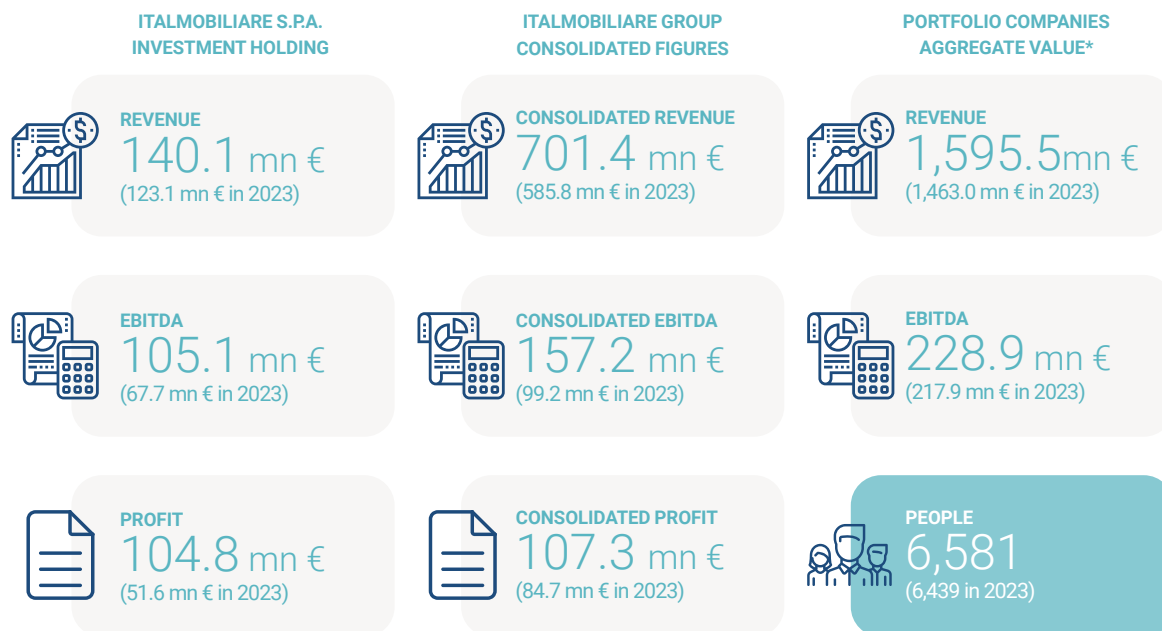 ITALMOBILIARE S.P.A.
INVESTMENT HOLDING
REVENUE
140.1 mn €
(123.1 mn € in 2023)
EBITDA
105.1 mn €
(67.7 mn € in 2023)
PROFIT
104.8 mn €
(51.6 mn € in 2023)
ITALMOBILIARE GROUP
CONSOLIDATED FIGURES
CONSOLIDATED REVENUE
701.4 mn €
(585.8 mn € in 2023)
CONSOLIDATED EBITDA
157.2 mn €
(99.2 mn € in 2023)
CONSOLIDATED PROFIT
107.3 mn €
(84.7 mn € in 2023)
PORTFOLIO COMPANIES
AGGREGATE VALUE*
REVENUE
1,595.5mn €
(1,463.0 mn € in 2023)
EBITDA
228.9 mn €
(217.9 mn € in 2023)
PEOPLE
6,581
(6,439 in 2023)